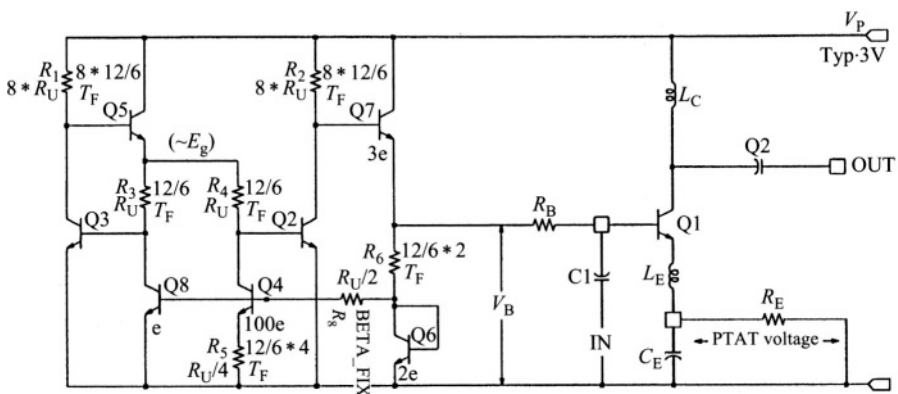 V_P
Typ·3V
R_1
8 * 12/6
8 * R_U
T_F
R_2
8 * 12/6
8 * R_U
T_F
L_C
Q5
Q7
3e
(~E_g)
Q2
OUT
R_3
12/6
R_U
T_F
R_4
12/6
R_U
T_F
Q3
Q2
R_B
Q1
R_6
12/6 * 2
T_F
C1
L_E
Q8
Q4
R_U/2
R_8
BETA_FIX
V_B
R_E
PTAT voltage
e
100e
Q6
R_5
12/6 * 4
R_U/4
T_F
2e
IN
C_E